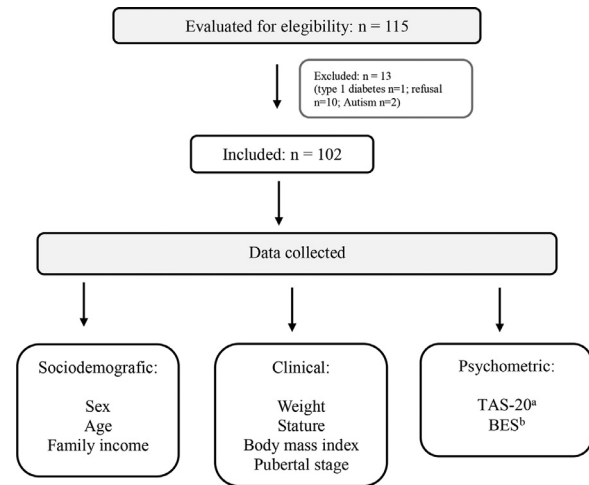 Evaluated for elegibility: n = 115
Excluded: n = 13
(type 1 diabetes n=1; refusal
n=10; Autism n=2)
Included: n = 102
Data collected
Sociodemografic:
Sex
Age
Family income
Clinical:
Weight
Stature
Body mass index
Pubertal stage
Psychometric:
TAS-20ᵃ
BESᵇ